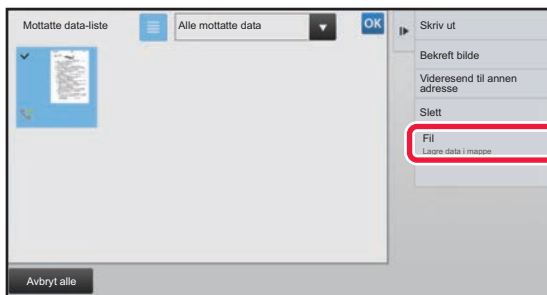 Mottatte data-liste
Alle mottatte data
OK
Skriv ut
Bekreft bilde
Videresend til annen
adresse
Slett
Fil
Lagre data i mappe
Avbryt alle